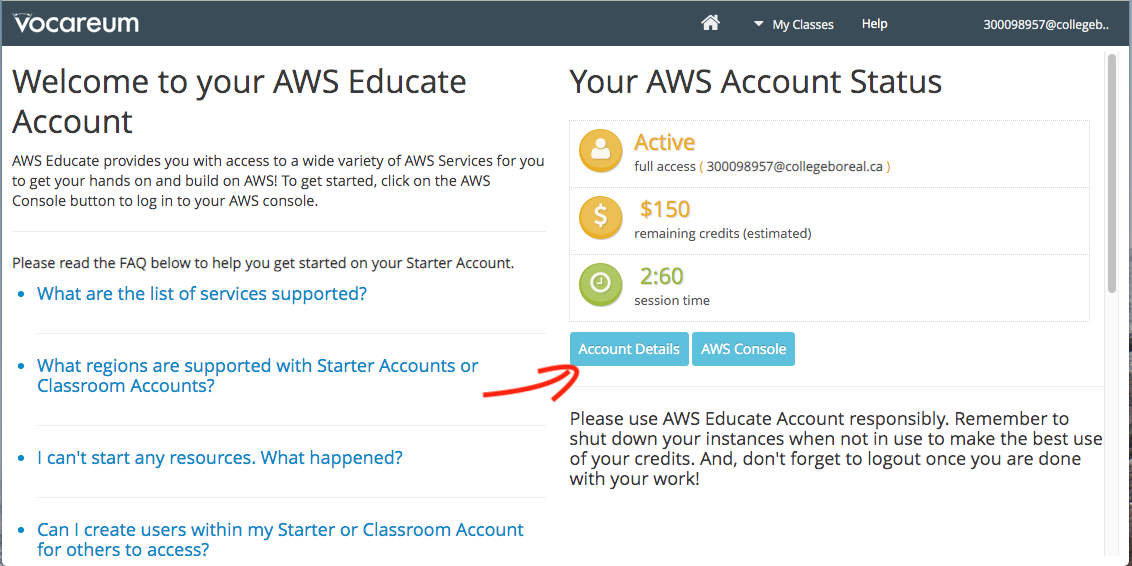 Vocareum
My Classes
Help
300098957@collegeb..
Welcome to your AWS Educate
Account
AWS Educate provides you with access to a wide variety of AWS Services for you
to get your hands on and build on AWS! To get started, click on the AWS
Console button to log in to your AWS console.
Please read the FAQ below to help you get started on your Starter Account.
• What are the list of services supported?
• What regions are supported with Starter Accounts or
Classroom Accounts?
• I can't start any resources. What happened?
• Can I create users within my Starter or Classroom Account
for others to access?
Your AWS Account Status
Active
full access ( 300098957@collegeboreal.ca )
$
$150
remaining credits (estimated)
2:60
session time
Account Details
AWS Console
Please use AWS Educate Account responsibly. Remember to
shut down your instances when not in use to make the best use
of your credits. And, don't forget to logout once you are done
with your work!